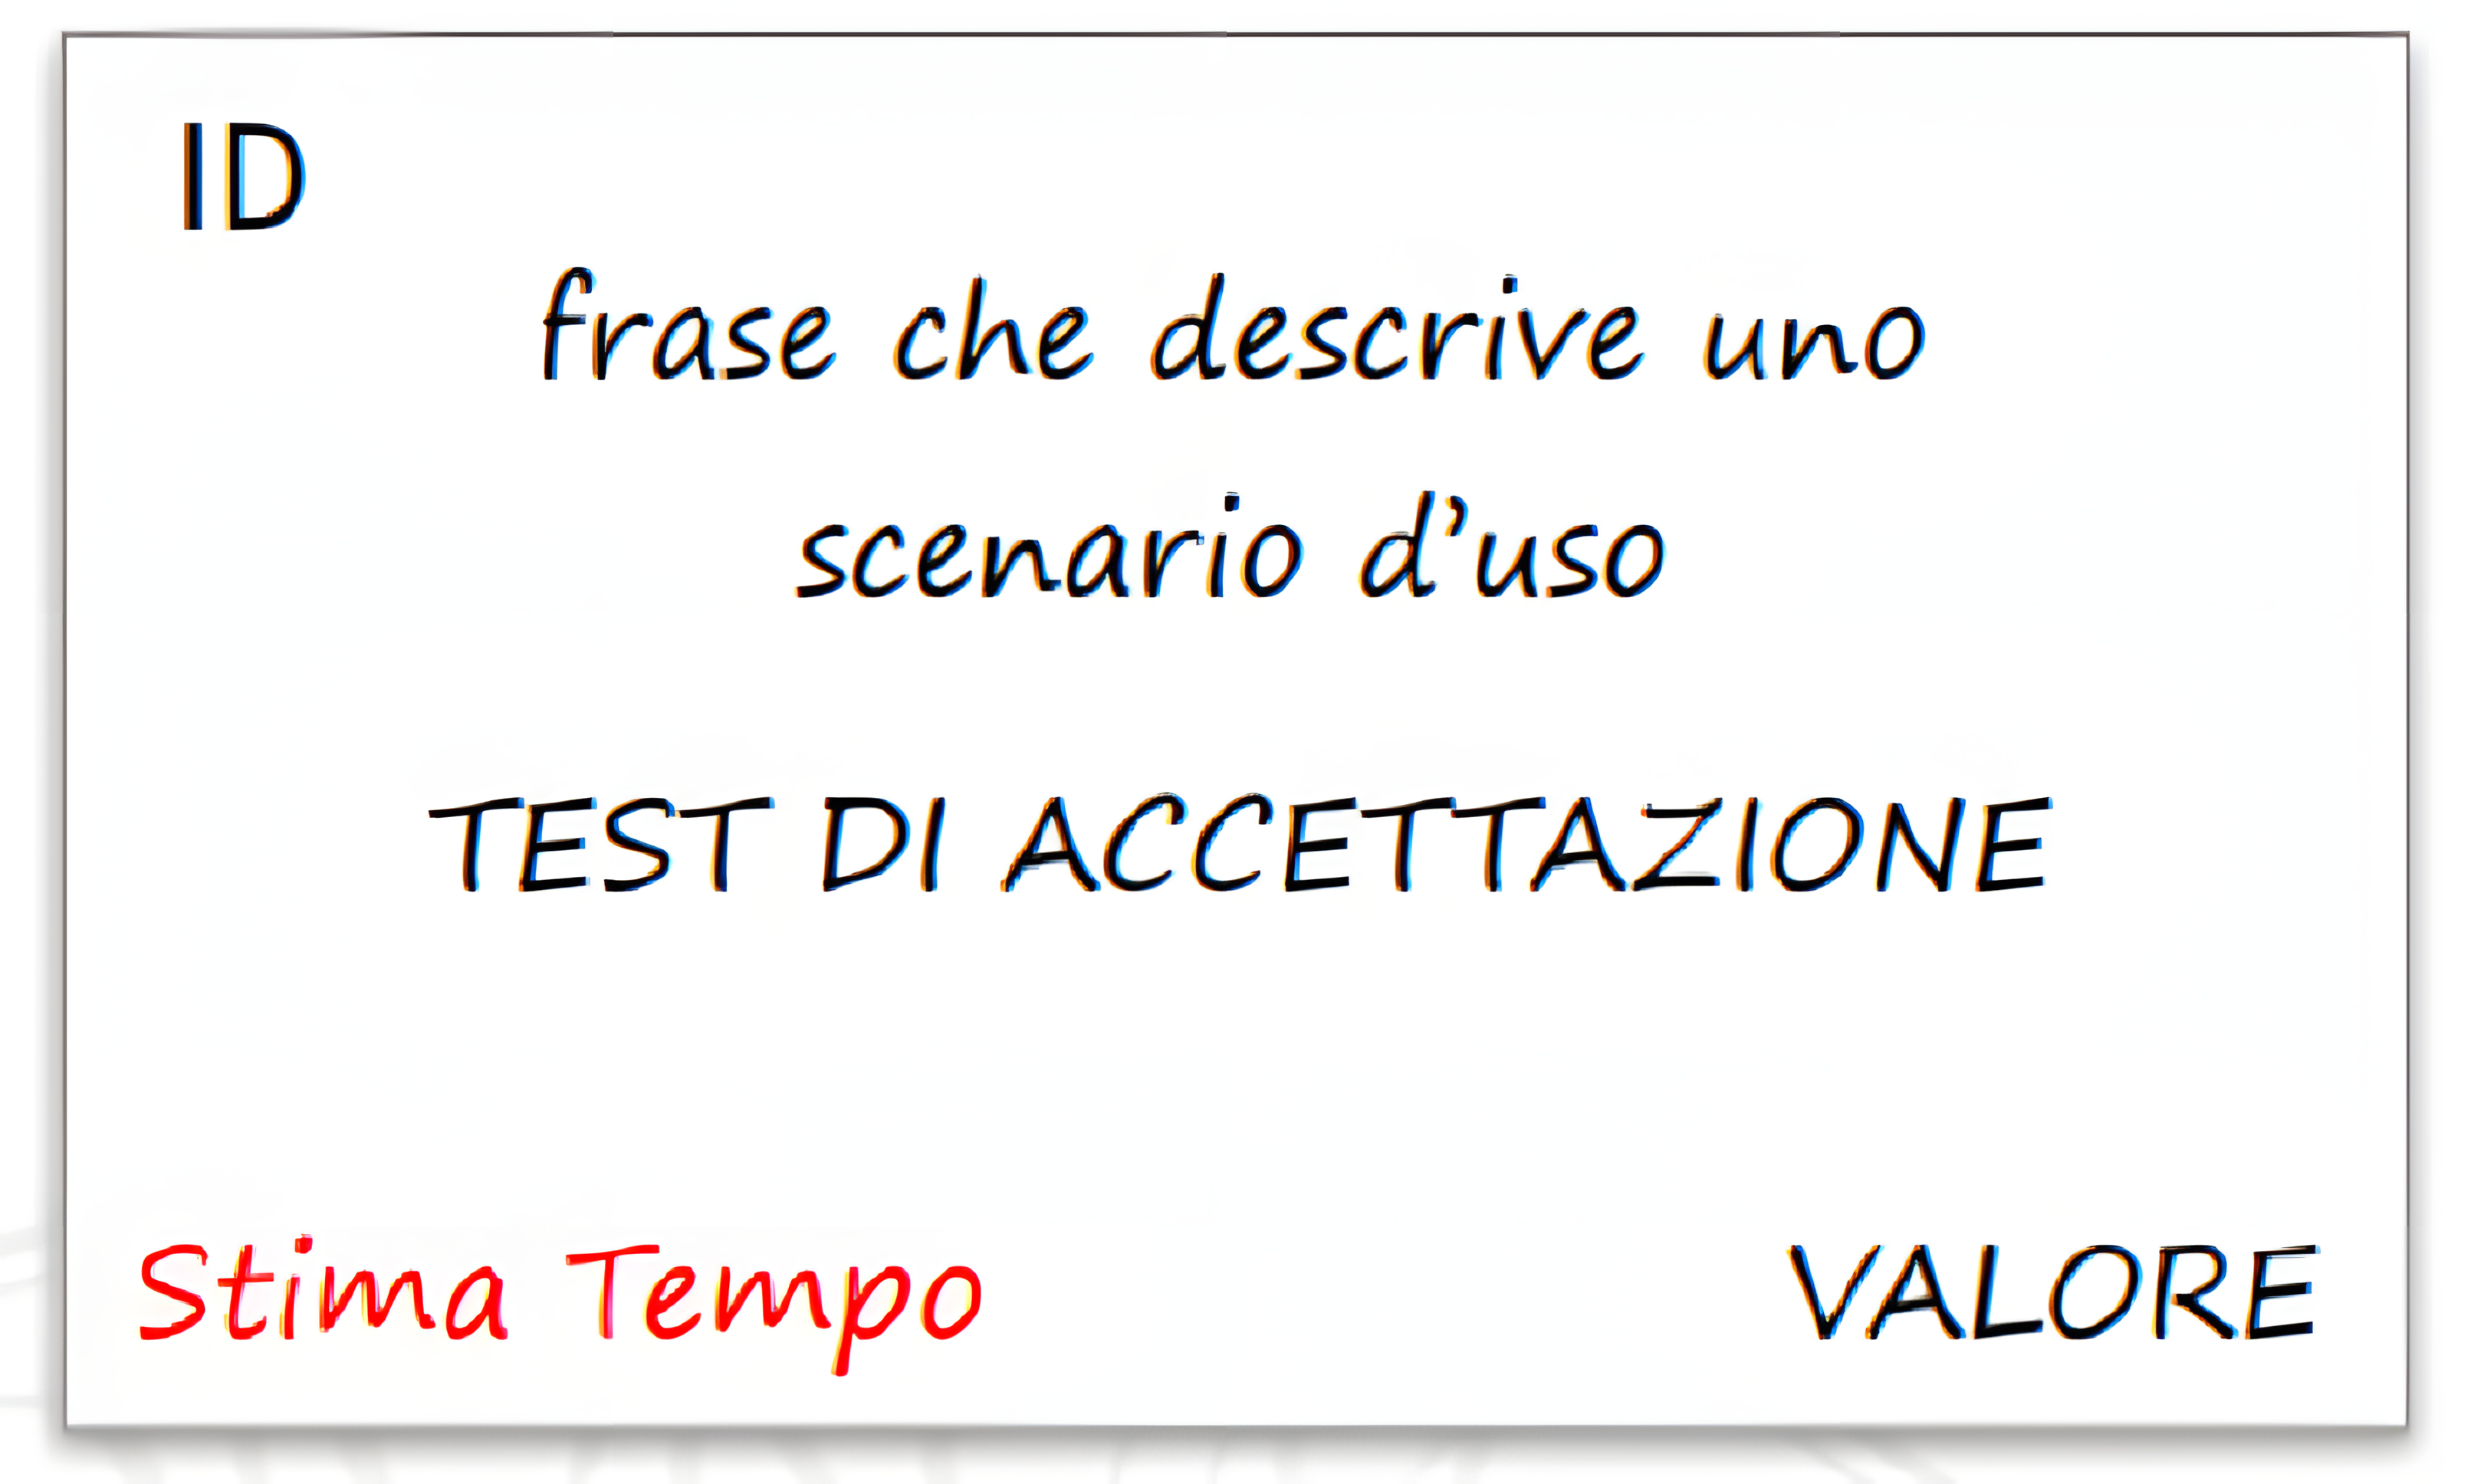 ID
frase che descrive uno
scenario d’uso
TEST DI ACCETTAZIONE
Stima Tempo
VALORE